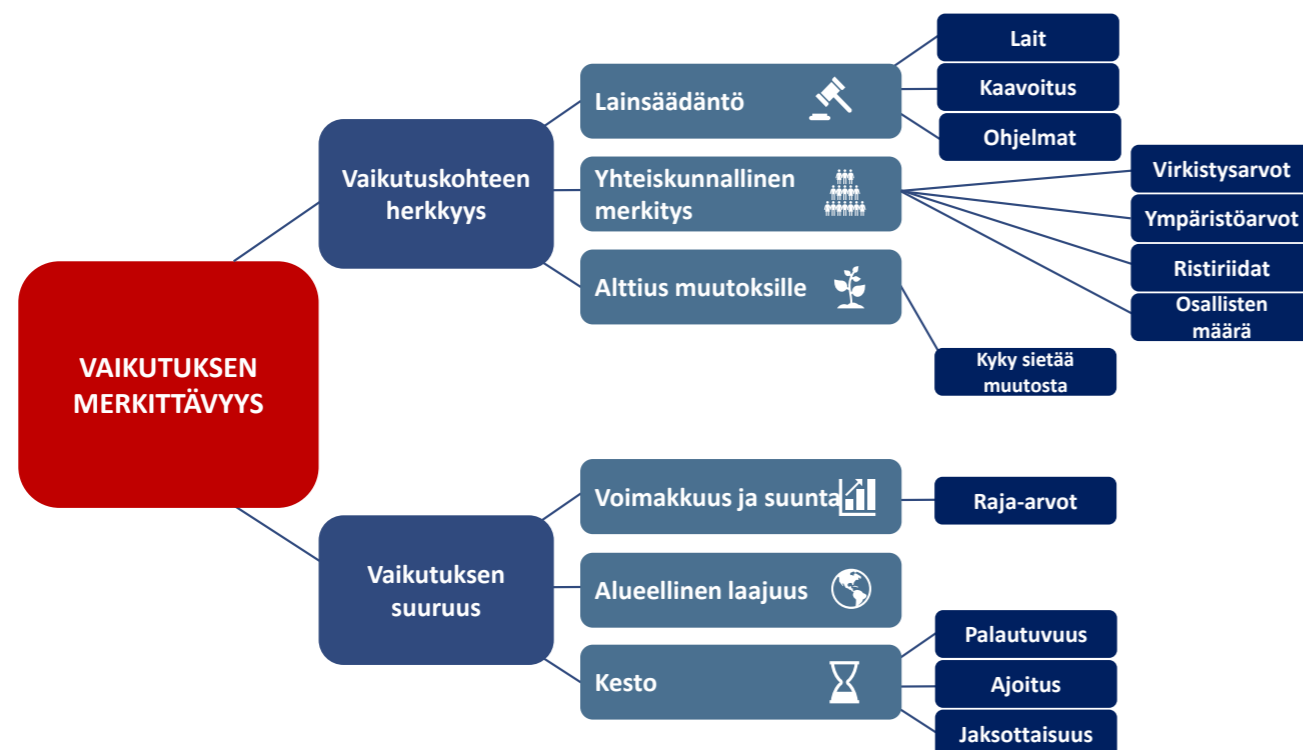 VAIKUTUKSEN
MERKITTÄVYYS
Vaikutuskohteen
herkkyys
Lainsäädäntö
Lait
Kaavoitus
Ohjelmat
Yhteiskunnallinen
merkitys
Virkistysarvot
Ympäristöarvot
Ristiriidat
Osallisten
määrä
Alttius muutoksille
Kyky sietää
muutosta
Vaikutuksen
suuruus
Voimakkuus ja suunta
Raja-arvot
Alueellinen laajuus
Kesto
Palautuvuus
Ajoitus
Jaksottaisuus